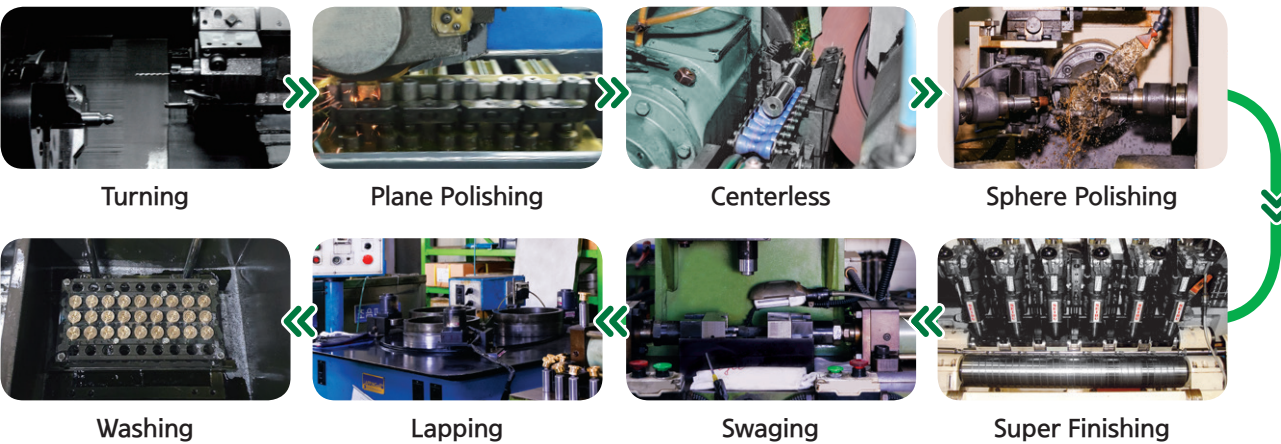 Turning
Plane Polishing
Centerless
Sphere Polishing
Washing
Lapping
Swaging
Super Finishing